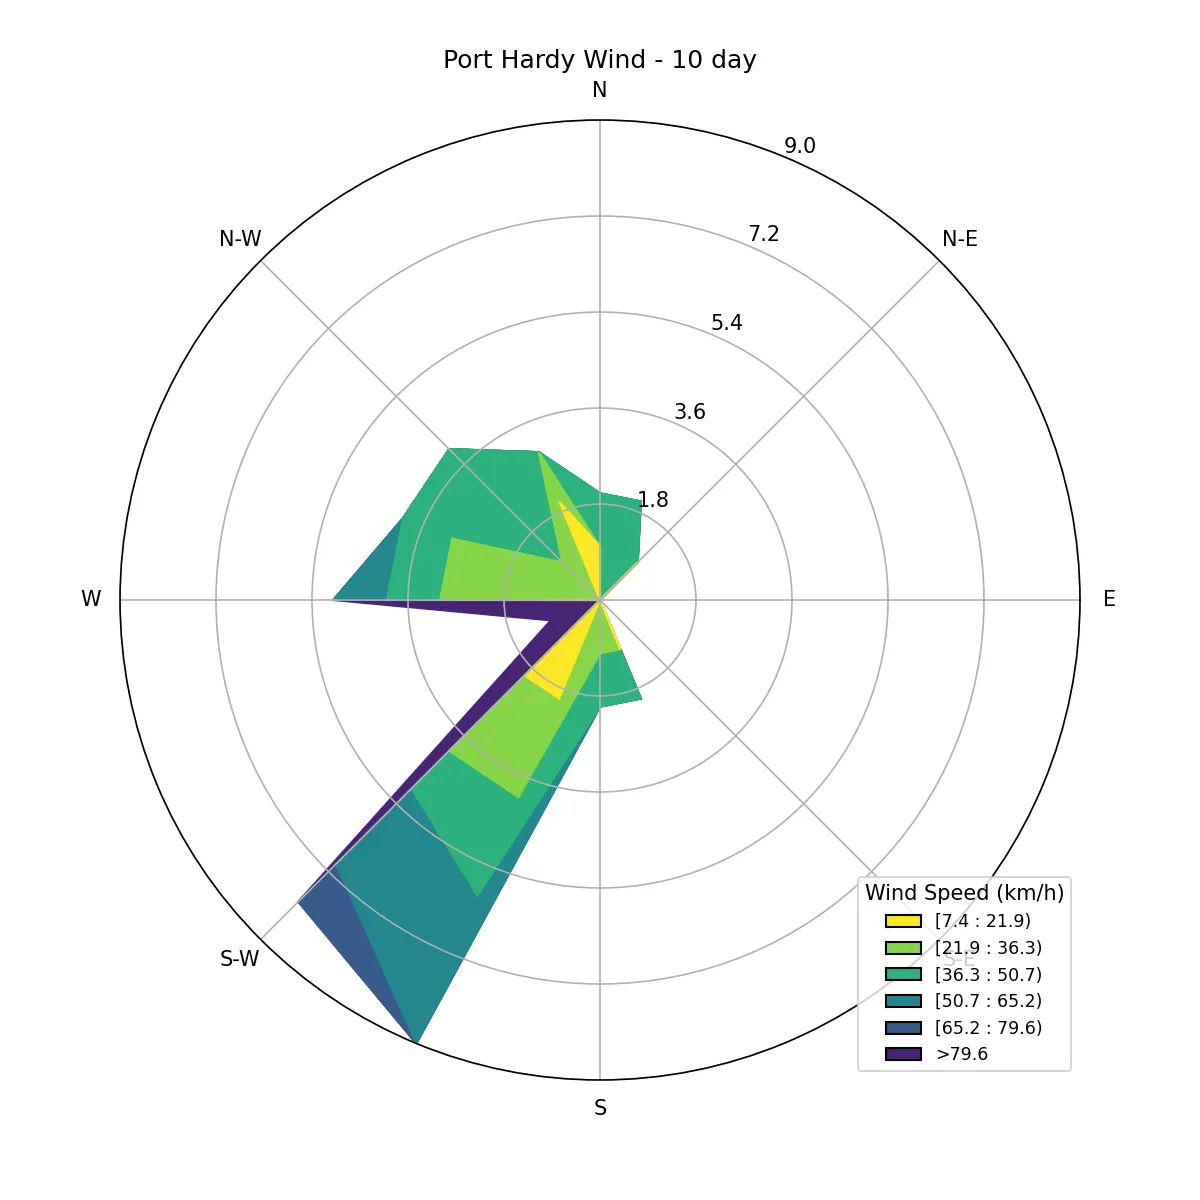 Port Hardy Wind - 10 day
N
9.0
7.2
N-W
N-E
5.4
3.6
1.8
W
E
Wind Speed (km/h)
[7.4 : 21.9)
[21.9 : 36.3)
S-W
S-E
[36.3 : 50.7)
[50.7 : 65.2)
[65.2 : 79.6)
>79.6
S